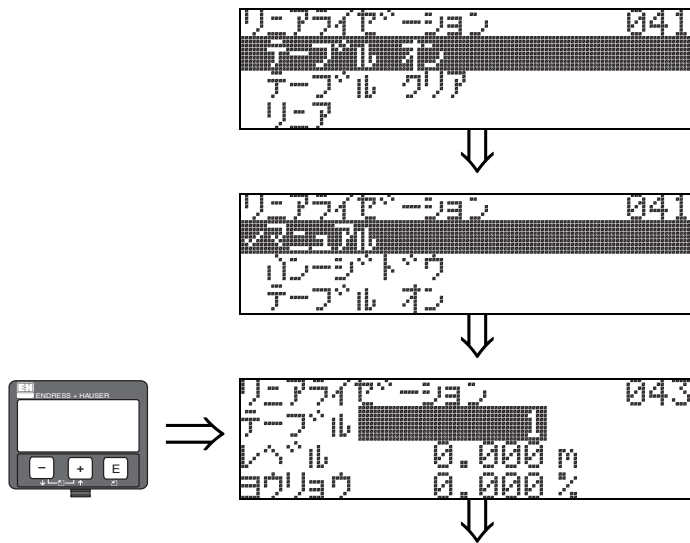 リニアライゼーション 041
テーブル オン
テーブル クリア
リニア
リニアライゼーション 041
✓マニュアル
ハンージドウ
テーブル オン
EH
ENDRESS + HAUSER
− + E
リニアライゼーション 043
テーブル 1
レベル 0.000 m
ヨウリョウ 0.000 %